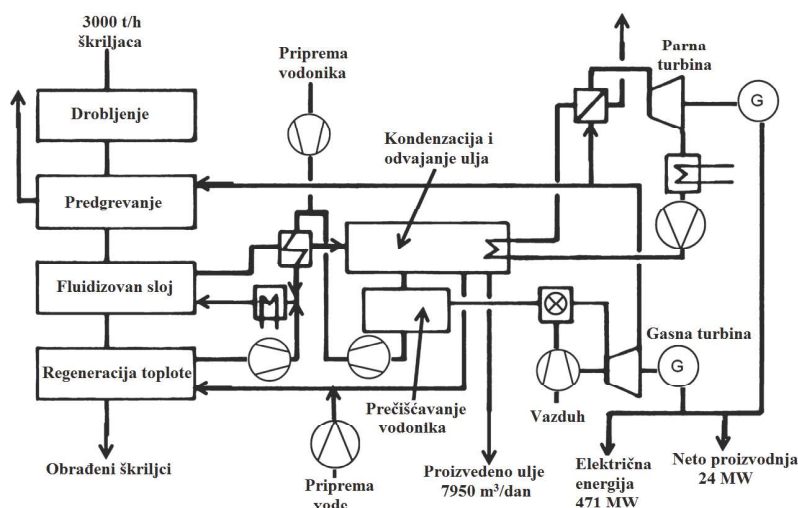 3000 t/h
škriljaca
Drobljenje
Predgrevanje
Fluidizovan sloj
Regeneracija toplote
Obrađeni škriljci
Priprema
vodonika
Kondenzacija i
odvajanje ulja
Prečišćavanje
vodonika
Priprema
vode
Proizvedeno ulje
7950 m³/dan
Parna
turbina
G
Gasna turbina
G
Vazduh
Električna
energija
471 MW
Neto proizvodnja
24 MW